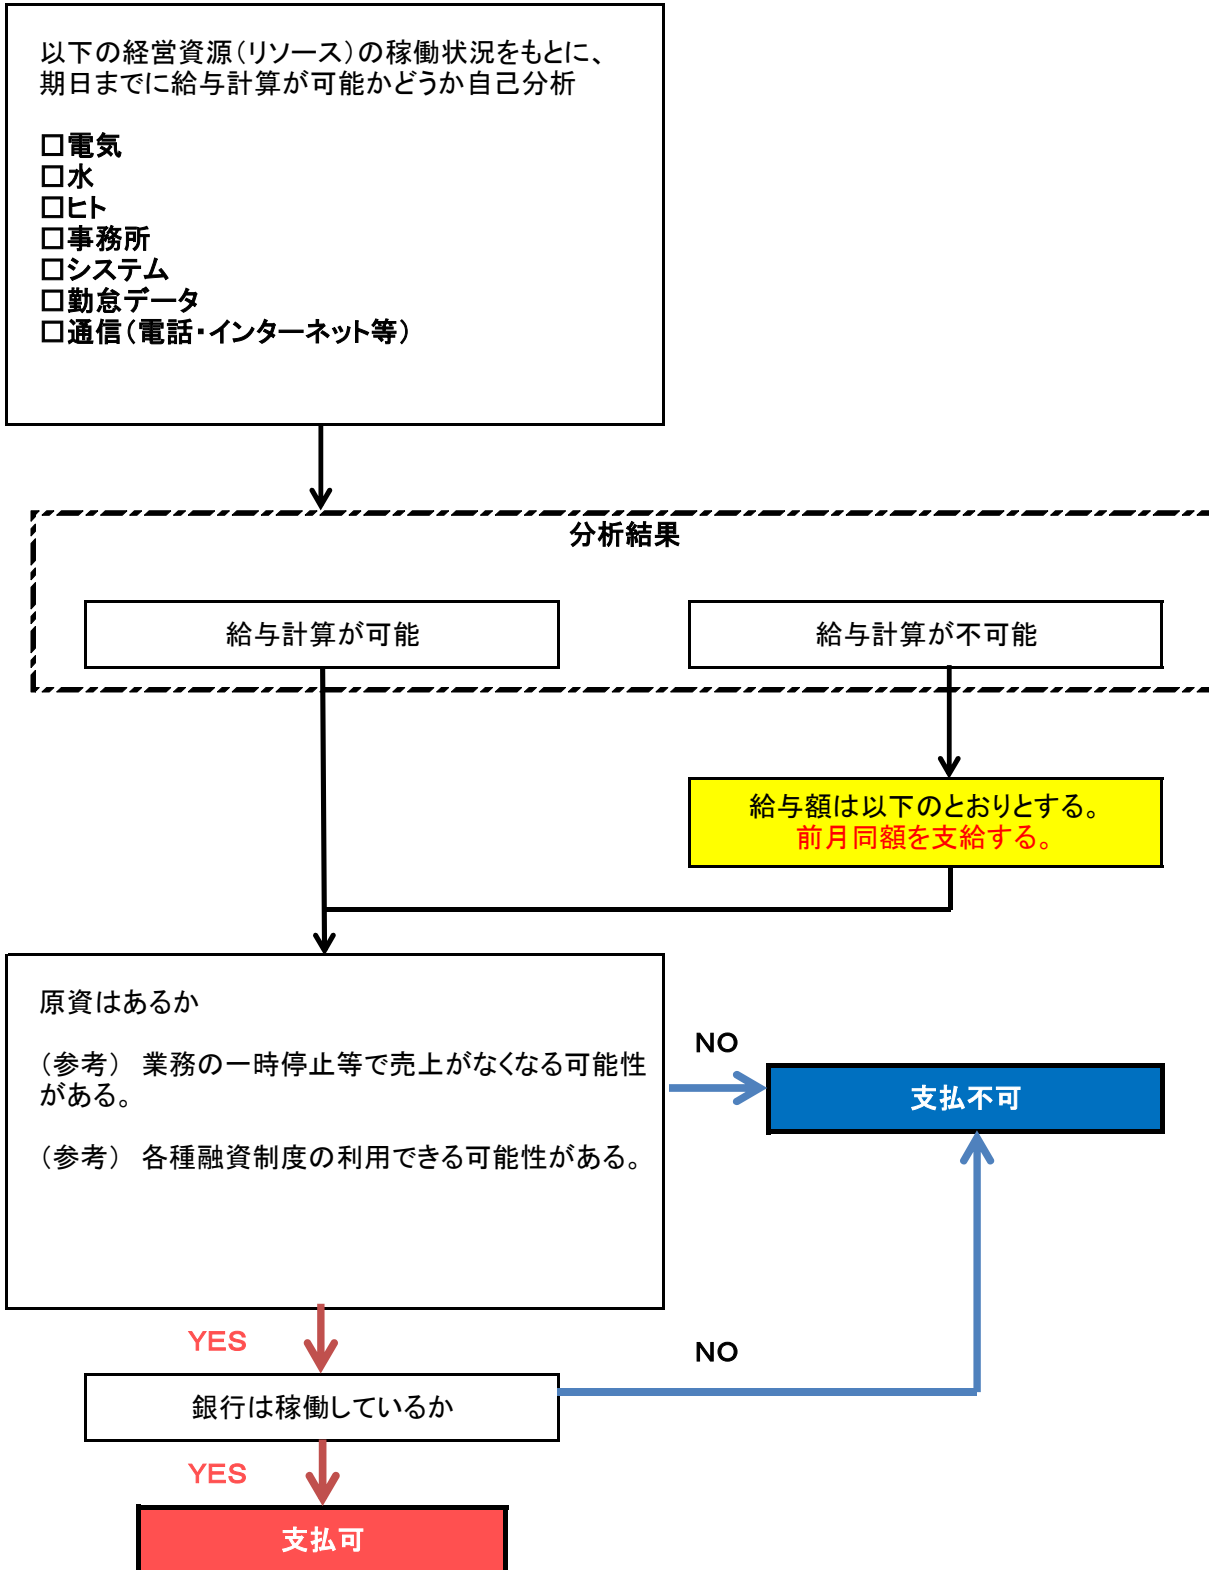 以下の経営資源（リソース）の稼働状況をもとに、
期日までに給与計算が可能かどうか自己分析
□電気
□水
□ヒト
□事務所
□システム
□勤怠データ
□通信（電話・インターネット等）
分析結果
給与計算が可能
給与計算が不可能
給与額は以下のとおりとする。
前月同額を支給する。
原資はあるか
（参考） 業務の一時停止等で売上がなくなる可能性
がある。
（参考） 各種融資制度の利用できる可能性がある。
NO
支払不可
YES
銀行は稼働しているか
NO
YES
支払可